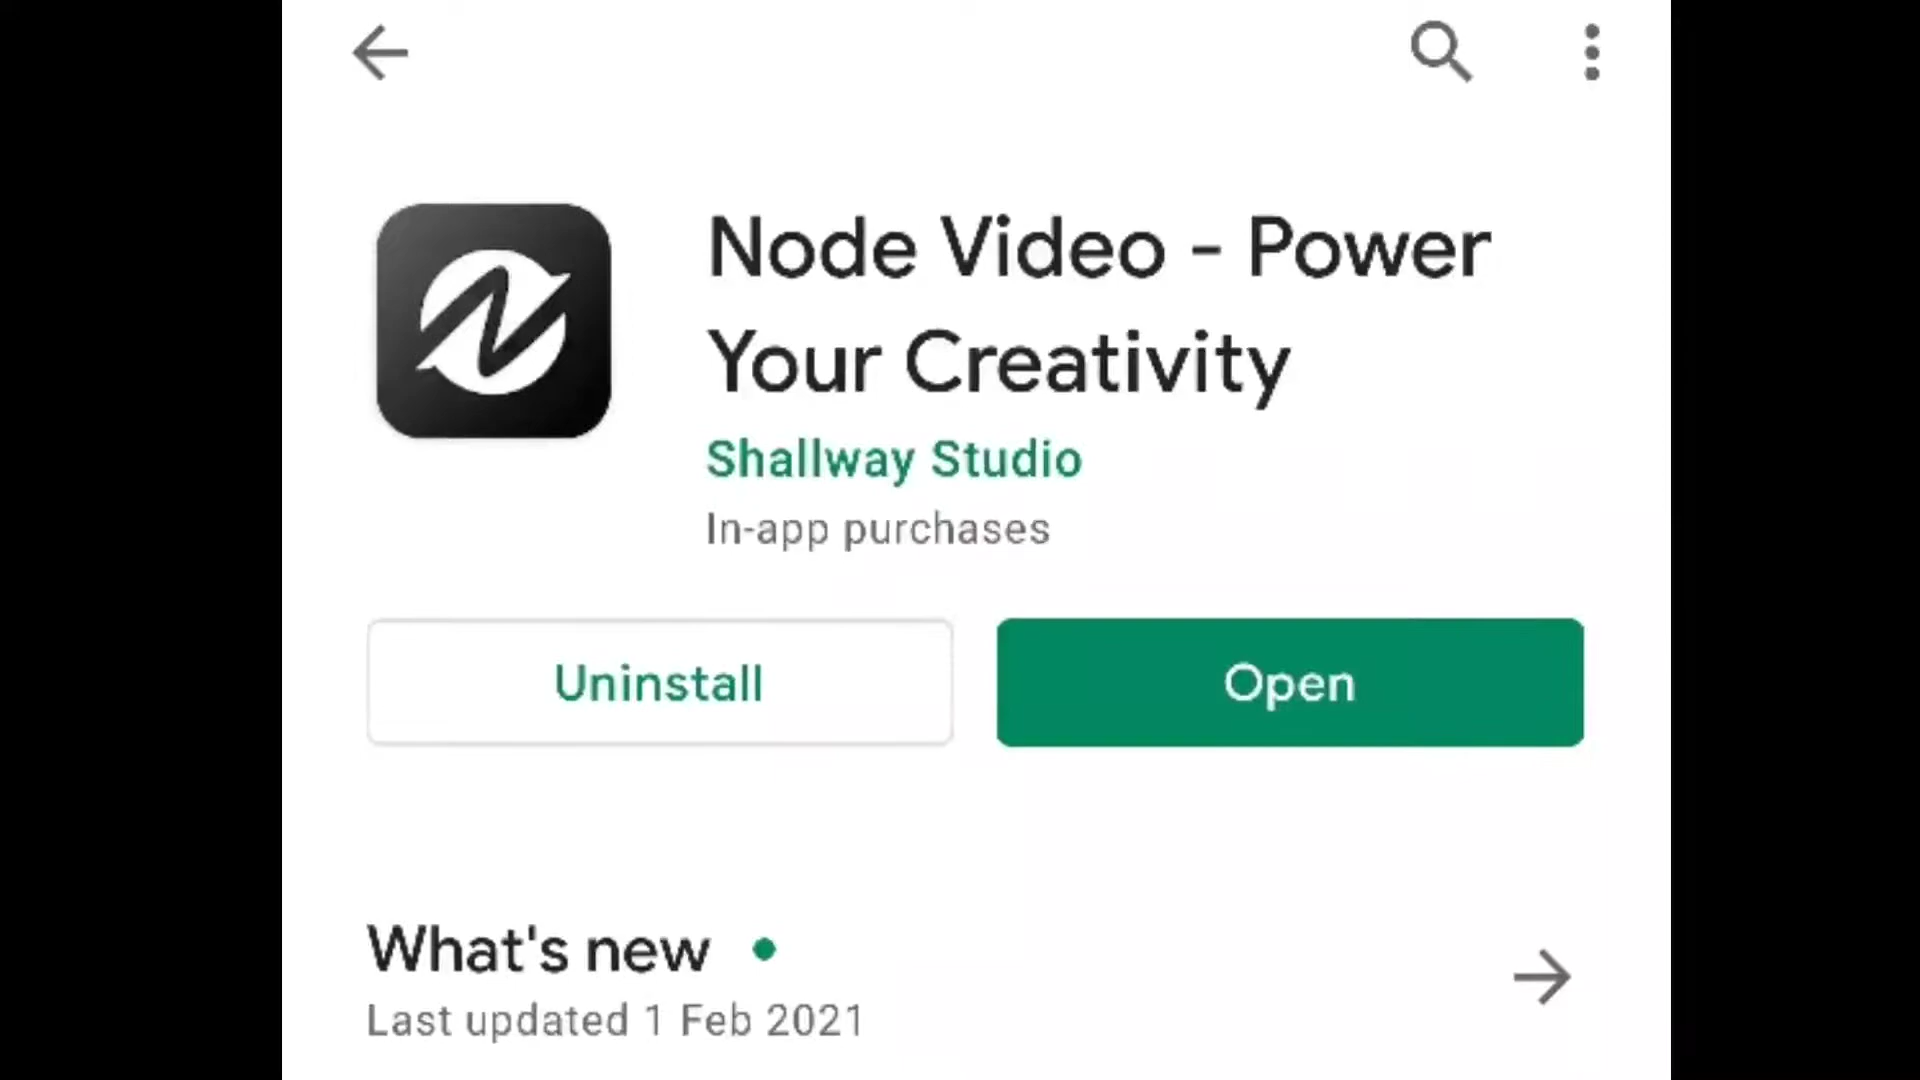 Node Video - Power
Your Creativity
Shallway Studio
In-app purchases
Uninstall
Open
What's new
Last updated 1 Feb 2021